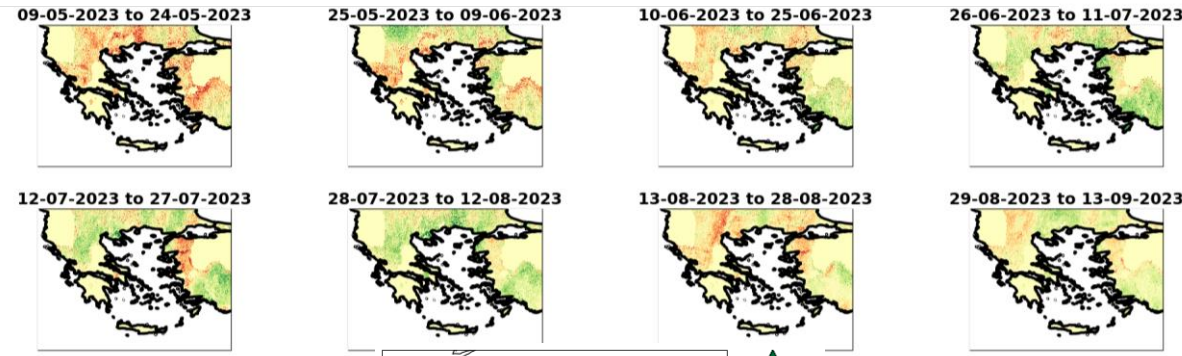 09-05-2023 to 24-05-2023
25-05-2023 to 09-06-2023
10-06-2023 to 25-06-2023
26-06-2023 to 11-07-2023
12-07-2023 to 27-07-2023
28-07-2023 to 12-08-2023
13-08-2023 to 28-08-2023
29-08-2023 to 13-09-2023